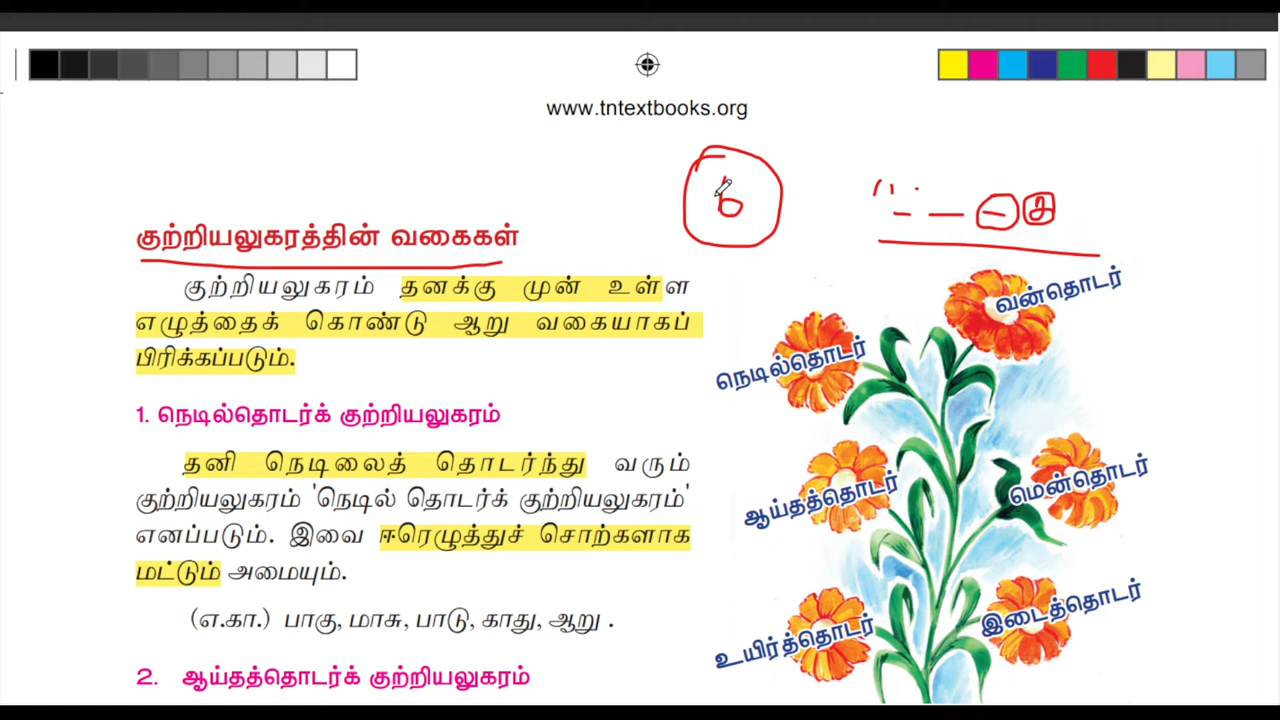 www.tntextbooks.org
6
கு
குற்றியலுகரத்தின் வகைகள்
குற்றியலுகரம் தனக்கு முன் உள்ள
எழுத்தைக் கொண்டு ஆறு வகையாகப்
பிரிக்கப்படும்.
1. நெடில்தொடர்க் குற்றியலுகரம்
தனி நெடிலைத் தொடர்ந்து வரும்
குற்றியலுகரம் 'நெடில் தொடர்க் குற்றியலுகரம்'
எனப்படும். இவை ஈரெழுத்துச் சொற்களாக
மட்டும் அமையும்.
(எ.கா.) பாகு, மாசு, பாடு, காது, ஆறு .
2. ஆய்தத்தொடர்க் குற்றியலுகரம்
வன்தொடர்
நெடில்தொடர்
மென்தொடர்
ஆய்தத்தொடர்
இடைத்தொடர்
உயிர்த்தொடர்